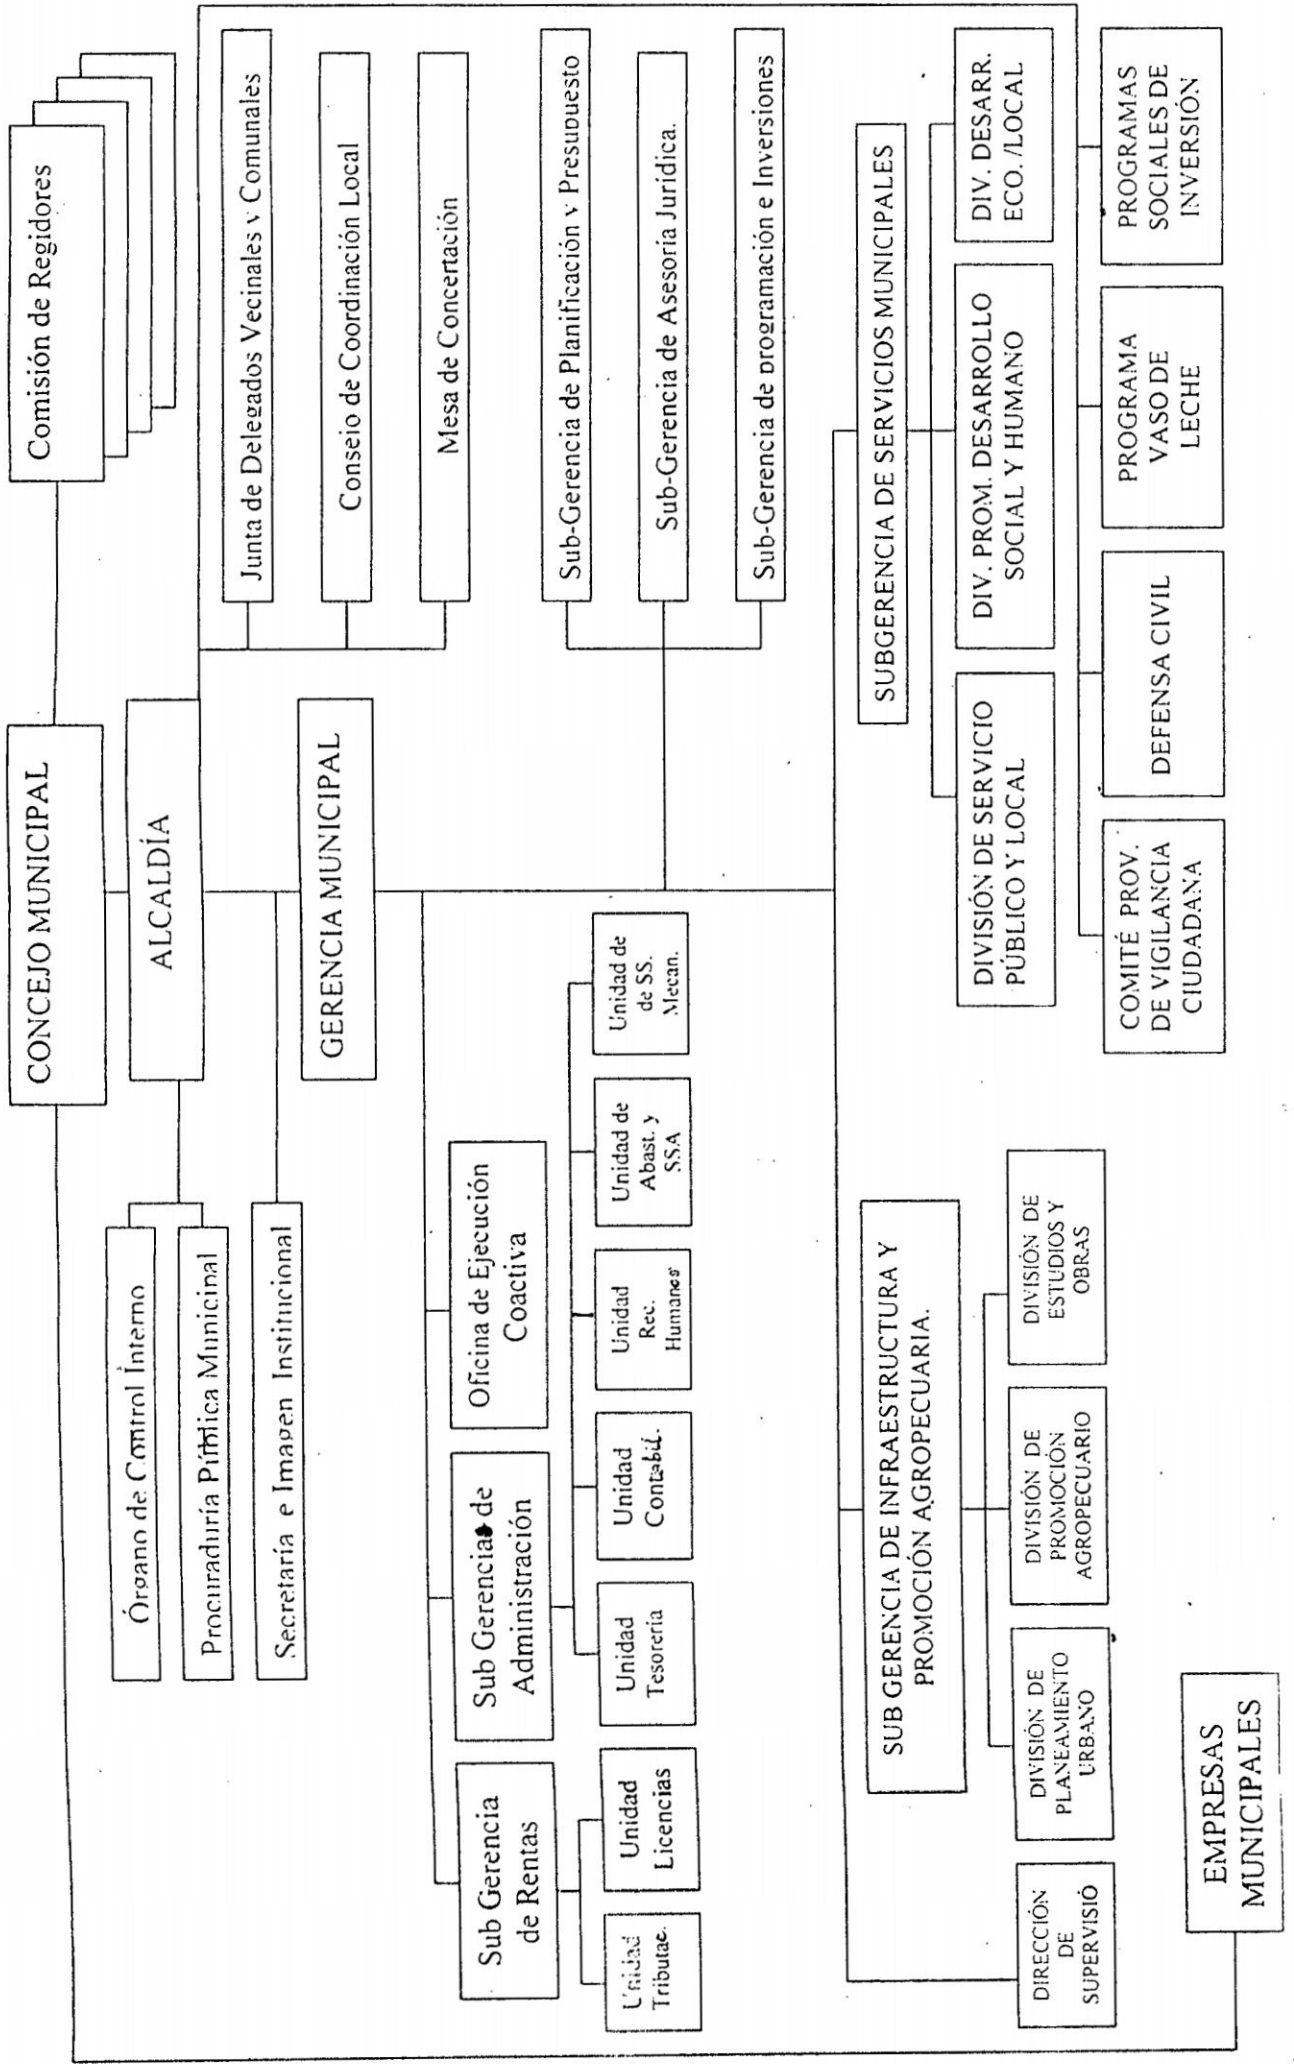 CONCEJO MUNICIPAL
Comisión de Regidores
ALCALDÍA
Órgano de Control Interno
Procuraduría Pública Municipal
Secretaría e Imagen Institucional
Junta de Delegados Vecinales y Comunales
Consejo de Coordinación Local
Mesa de Concertación
GERENCIA MUNICIPAL
Sub-Gerencia de Planificación y Presupuesto
Sub-Gerencia de Asesoría Jurídica.
Sub-Gerencia de programación e Inversiones
Sub Gerencia
de Rentas
Sub Gerencia de
Administración
Oficina de Ejecución
Coactiva
Unidad
Tributac.
Unidad
Licencias
Unidad
Tesorería
Unidad
Contabil.
Unidad
Rec.
Humanos
Unidad de
Abast. y
SSA
Unidad de
de SS.
Mecan.
SUB GERENCIA DE INFRAESTRUCTURA Y
PROMOCIÓN AGROPECUARIA.
SUBGERENCIA DE SERVICIOS MUNICIPALES
DIRECCIÓN
DE
SUPERVISIÓ
DIVISIÓN DE
PLANEAMIENTO
URBANO
DIVISIÓN DE
PROMOCIÓN
AGROPECUARIO
DIVISIÓN DE
ESTUDIOS Y
OBRAS
DIVISIÓN DE SERVICIO
PÚBLICO Y LOCAL
DIV. PROM. DESARROLLO
SOCIAL Y HUMANO
DIV. DESARR.
ECO./LOCAL
COMITÉ PROV.
DE VIGILANCIA
CIUDADANA
DEFENSA CIVIL
PROGRAMA
VASO DE
LECHE
PROGRAMAS
SOCIALES DE
INVERSIÓN
EMPRESAS
MUNICIPALES